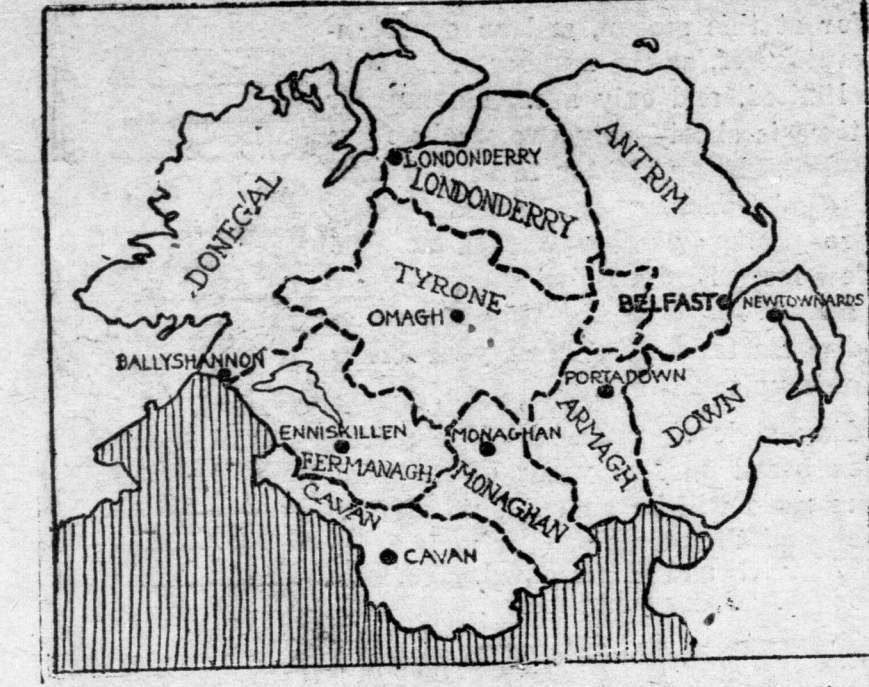 ANTRIM
LONDONDERRY
LONDONDERRY
DONEGAL
TYRONE
BELFAST
NEWTOWNARDS
OMAGH
BALLYSHANNON
PORTADOWN
DOWN
ARMAGH
ENNISKILLEN
MONAGHAN
FERMANAGH
MONAGHAN
CAVAN
CAVAN